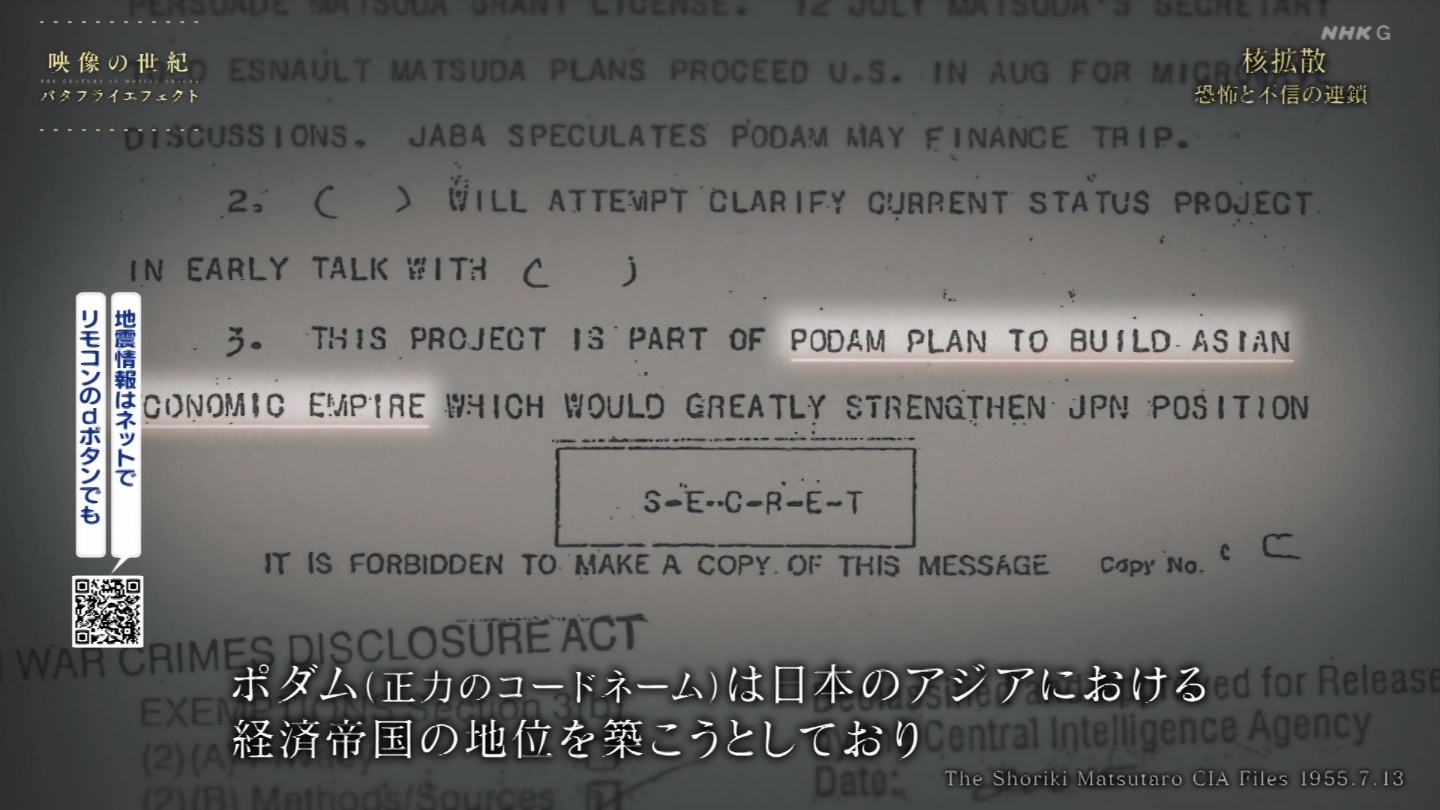 PERSUADE MATSUDA GRANT LICENSE. 12 JULY MATSUDA'S SECRETARY
NHK G
映像の世紀
バタフライエフェクト
核拡散
恐怖と不信の連鎖
ESNAULT MATSUDA PLANS PROCEED U.S. IN AUG FOR
DISCUSSIONS. JABA SPECULATES PODAM MAY FINANCE TRIP.
2. ( ) WILL ATTEMPT CLARIFY CURRENT STATUS PROJECT
IN EARLY TALK WITH ( )
3. THIS PROJECT IS PART OF PODAM PLAN TO BUILD ASIAN
CONOMIC EMPIRE WHICH WOULD GREATLY STRENGTHEN JPN POSITION
地震情報はネットで
リモコンのdボタンでも
S-E-C-R-E-T
IT IS FORBIDDEN TO MAKE A COPY OF THIS MESSAGE Copy No.
WAR CRIMES DISCLOSURE ACT
for Release
Central Intelligence Agency
Date:
(2)(B) Methods/Sources
ポダム(正力のコードネーム)は日本のアジアにおける
経済帝国の地位を築こうとしており
The Shoriki Matsutaro CIA Files 1955.7.13